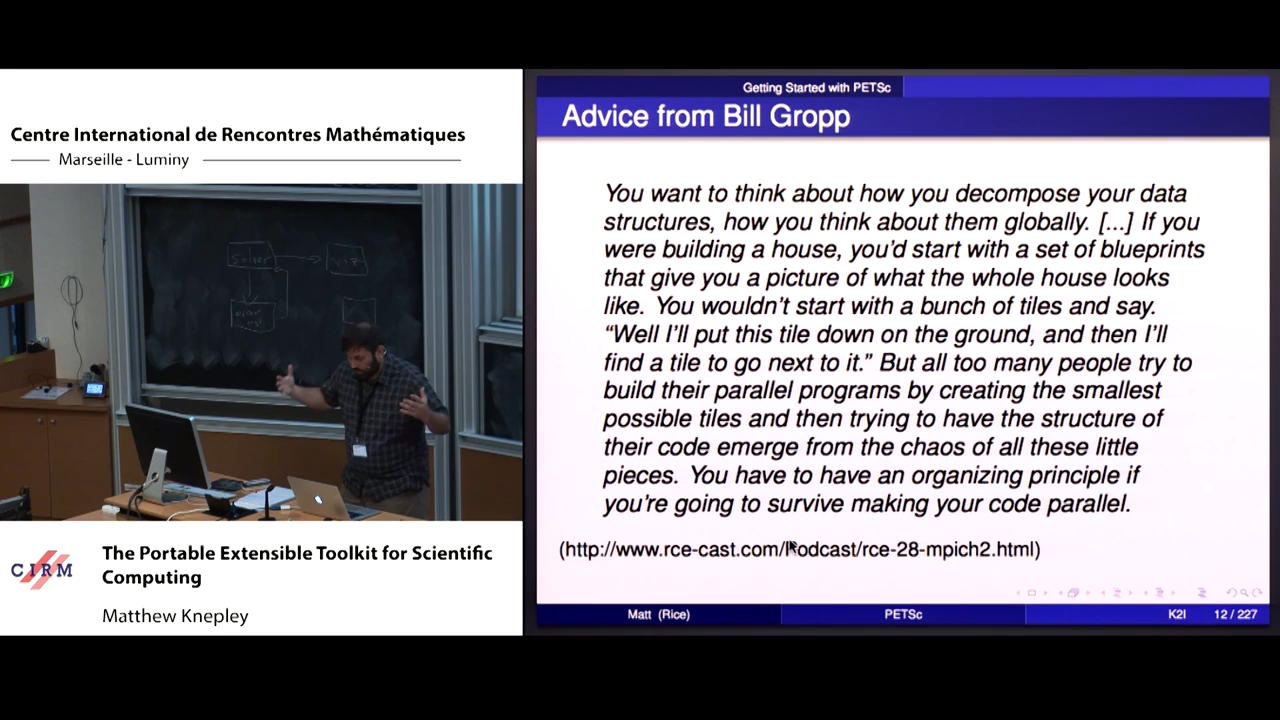 Centre International de Rencontres Mathématiques
Marseille - Luminy
solver
CIRM
The Portable Extensible Toolkit for Scientific
Computing
Matthew Knepley
Getting Started with PETSc
Advice from Bill Gropp
You want to think about how you decompose your data
structures, how you think about them globally. [...] If you
were building a house, you'd start with a set of blueprints
that give you a picture of what the whole house looks
like. You wouldn't start with a bunch of tiles and say.
"Well I'll put this tile down on the ground, and then I'll
find a tile to go next to it." But all too many people try to
build their parallel programs by creating the smallest
possible tiles and then trying to have the structure of
their code emerge from the chaos of all these little
pieces. You have to have an organizing principle if
you're going to survive making your code parallel.
(http://www.rce-cast.com/Podcast/rce-28-mpich2.html)
Matt (Rice) PETSc K2I 12 / 227